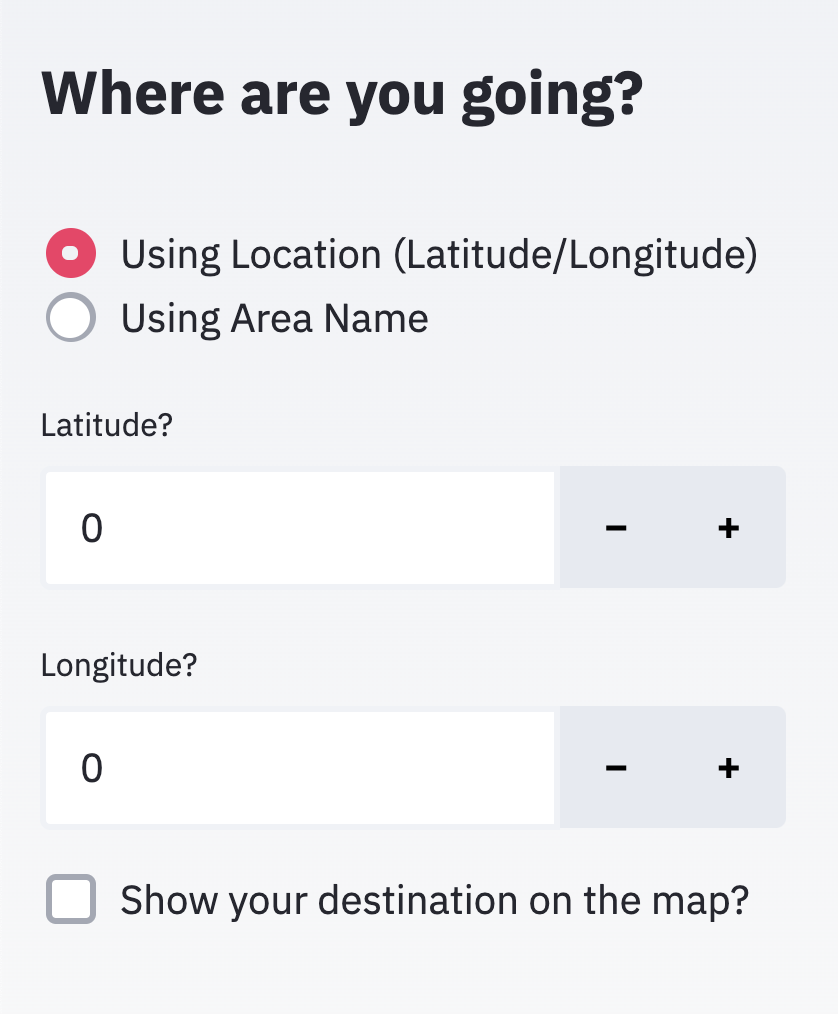 Where are you going?
Using Location (Latitude/Longitude)
Using Area Name
Latitude?
0 − +
Longitude?
0 − +
Show your destination on the map?